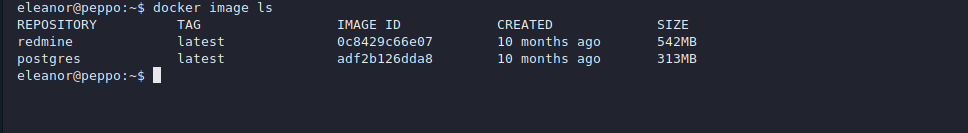 eleanor@peppo:~$ docker image ls
REPOSITORY TAG IMAGE ID CREATED SIZE
redmine latest 0c8429c66e07 10 months ago 542MB
postgres latest adf2b126dda8 10 months ago 313MB
eleanor@peppo:~$